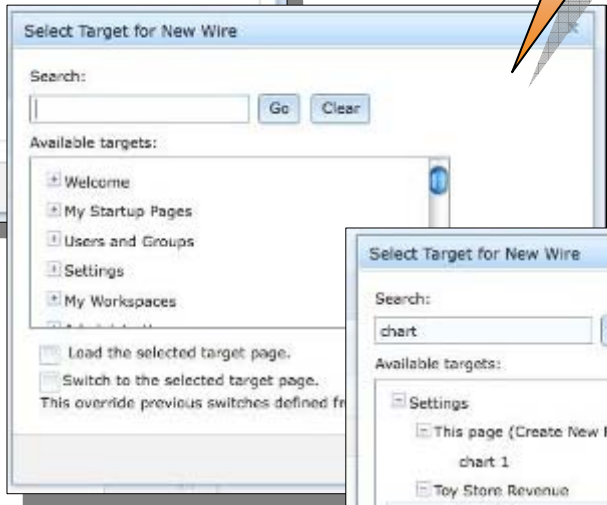 Select Target for New Wire
Search:
Go Clear
Available targets:
Welcome
My Startup Pages
Users and Groups
Settings
My Workspaces
Load the selected target page.
Switch to the selected target page.
This override previous switches defined
Select Target for New Wire
Search:
chart
Available targets:
Settings
This page (Create New
chart 1
Toy Store Revenue